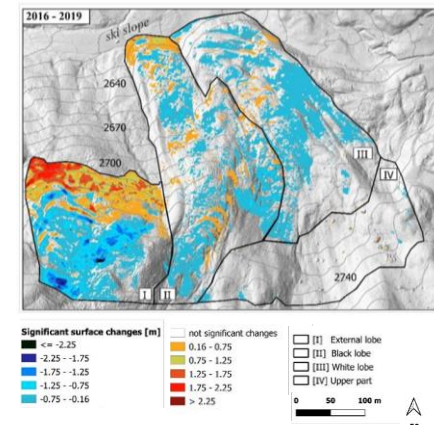 2016 - 2019
ski slope
2640
2670
2700
III
IV
I II
2740
Significant surface changes [m]
<= -2.25
-2.25 - -1.75
-1.75 - -1.25
-1.25 - -0.75
-0.75 - -0.16
not significant changes
0.16 - 0.75
0.75 - 1.25
1.25 - 1.75
1.75 - 2.25
> 2.25
[I] External lobe
[II] Black lobe
[III] White lobe
[IV] Upper part
0 50 100 m